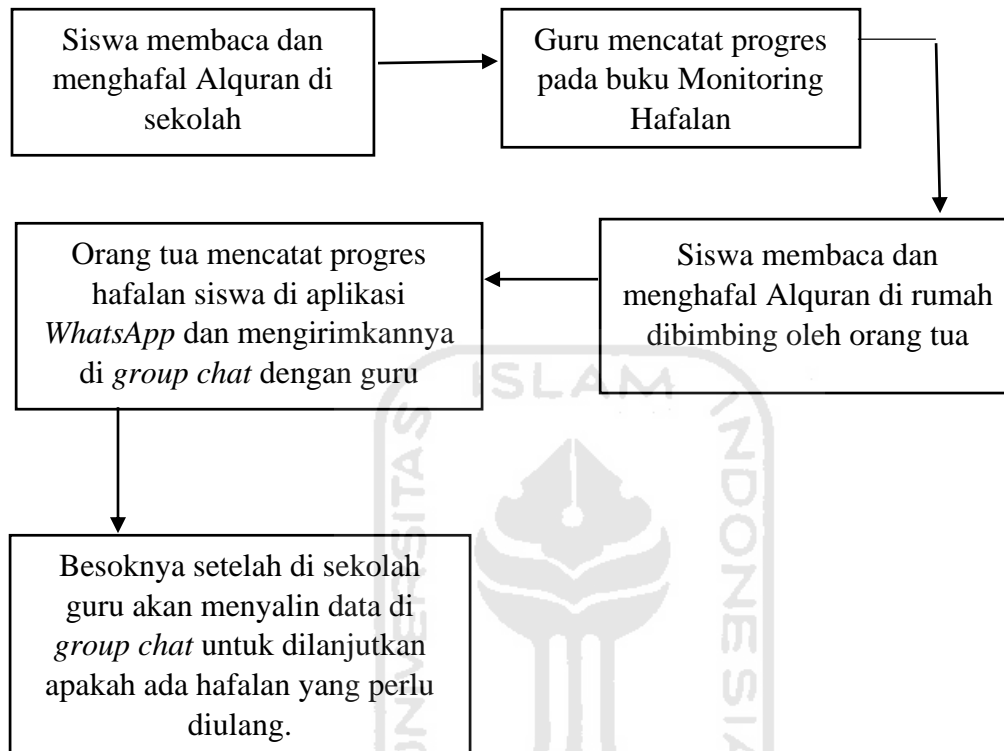 Siswa membaca dan
menghafal Alquran di
sekolah
Guru mencatat progres
pada buku Monitoring
Hafalan
Siswa membaca dan
menghafal Alquran di rumah
dibimbing oleh orang tua
Orang tua mencatat progres
hafalan siswa di aplikasi
WhatsApp dan mengirimkannya
di group chat dengan guru
Besoknya setelah di sekolah
guru akan menyalin data di
group chat untuk dilanjutkan
apakah ada hafalan yang perlu
diulang.
ISLAM